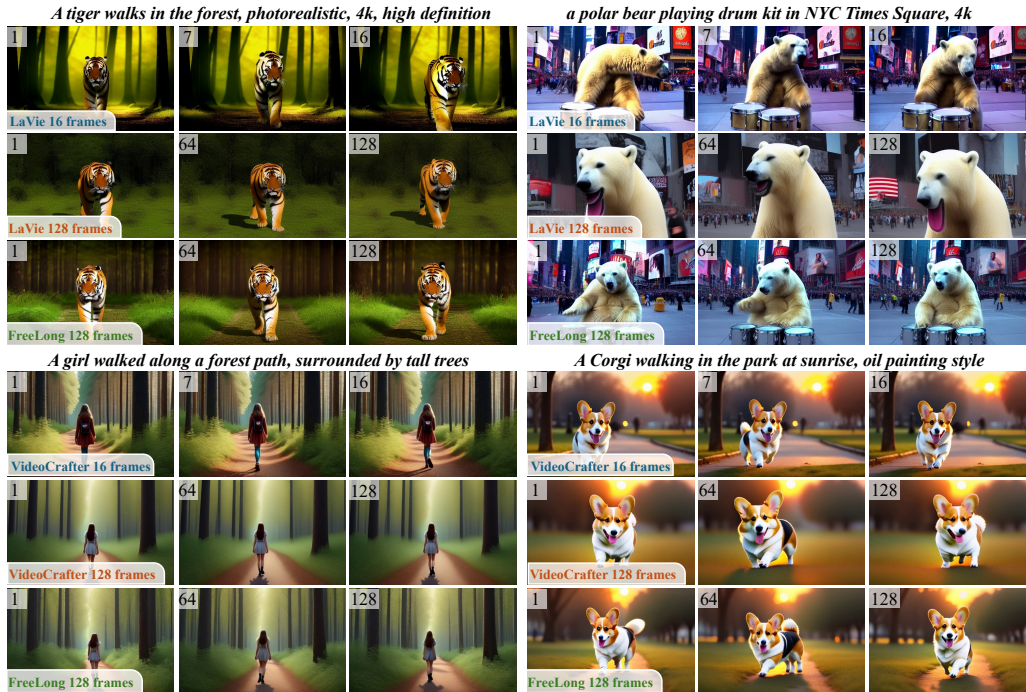 A tiger walks in the forest, photorealistic, 4k, high definition
1 7 16
LaVie 16 frames
1 64 128
LaVie 128 frames
1 64 128
FreeLong 128 frames
a polar bear playing drum kit in NYC Times Square, 4k
1 7 16
LaVie 16 frames
1 64 128
LaVie 128 frames
1 64 128
FreeLong 128 frames
A girl walked along a forest path, surrounded by tall trees
1 7 16
VideoCrafter 16 frames
1 64 128
VideoCrafter 128 frames
1 64 128
FreeLong 128 frames
A Corgi walking in the park at sunrise, oil painting style
1 7 16
VideoCrafter 16 frames
1 64 128
VideoCrafter 128 frames
1 64 128
FreeLong 128 frames